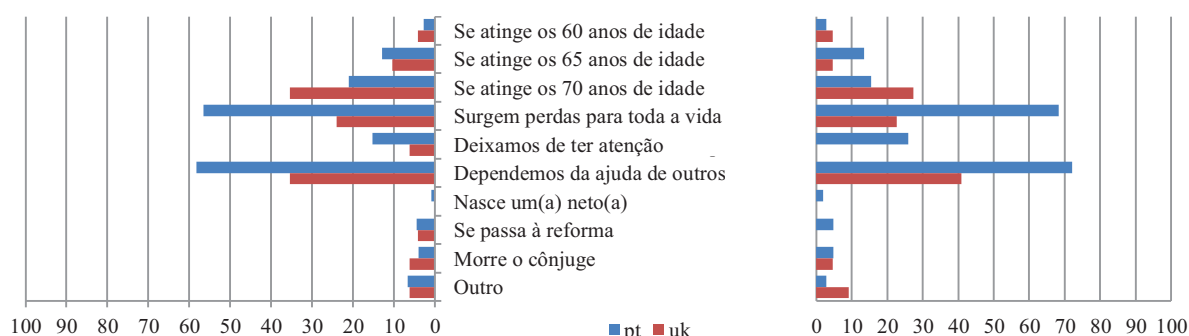 Se atinge os 60 anos de idade
Se atinge os 65 anos de idade
Se atinge os 70 anos de idade
Surgem perdas para toda a vida
Deixamos de ter atenção
Dependemos da ajuda de outros
Nasce um(a) neto(a)
Se passa à reforma
Morre o cônjuge
Outro
100 90 80 70 60 50 40 30 20 10 0
pt uk
0 10 20 30 40 50 60 70 80 90 100